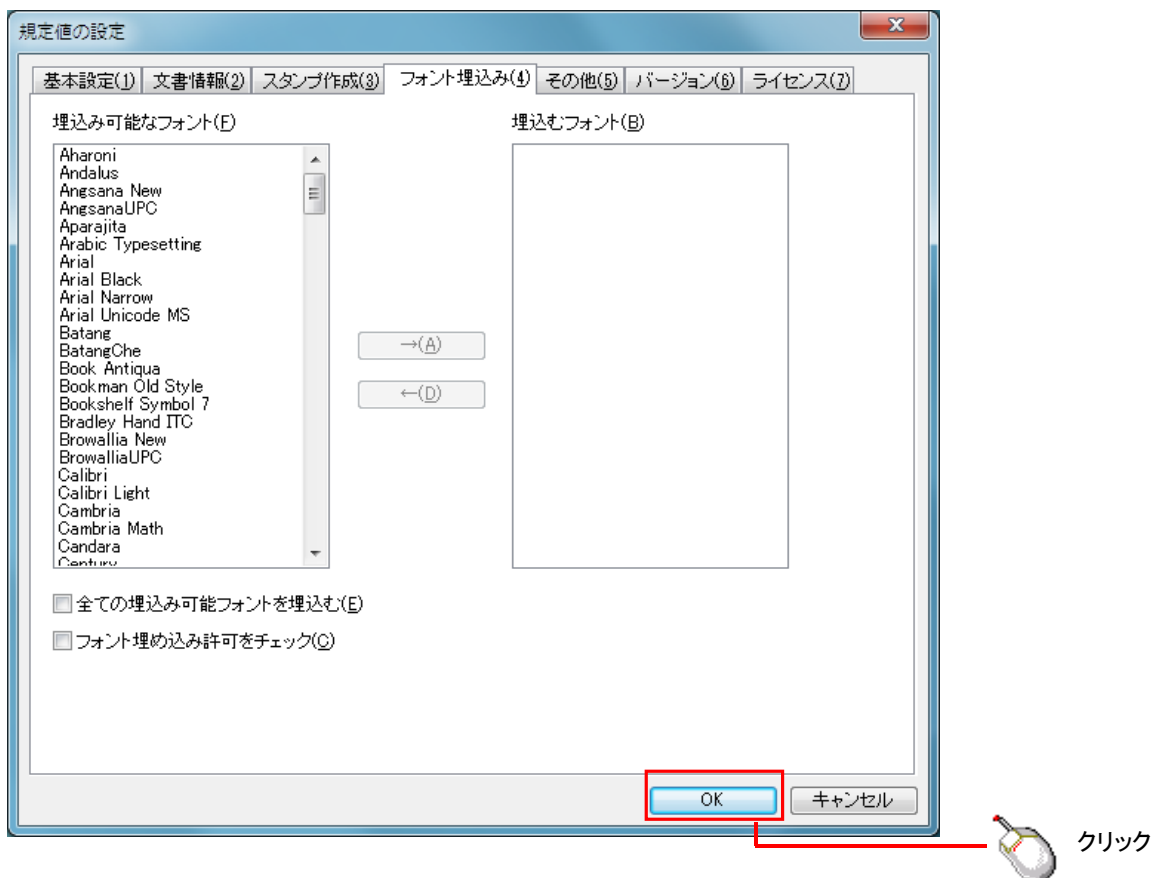 規定値の設定
基本設定(1) 文書情報(2) スタンプ作成(3) フォント埋込み(4) その他(5) バージョン(6) ライセンス(7)
埋込み可能なフォント(F) 埋込むフォント(B)
Aharoni
Andalus
Angsana New
AngsanaUPC
Aparajita
Arabic Typesetting
Arial
Arial Black
Arial Narrow
Arial Unicode MS
Batang
BatangChe
Book Antiqua
Bookman Old Style
Bookshelf Symbol 7
Bradley Hand ITC
Browallia New
BrowalliaUPC
Calibri
Calibri Light
Cambria
Cambria Math
Candara
Century
→(A)
←(D)
全ての埋込み可能フォントを埋込む(E)
フォント埋め込み許可をチェック(C)
OK キャンセル
クリック